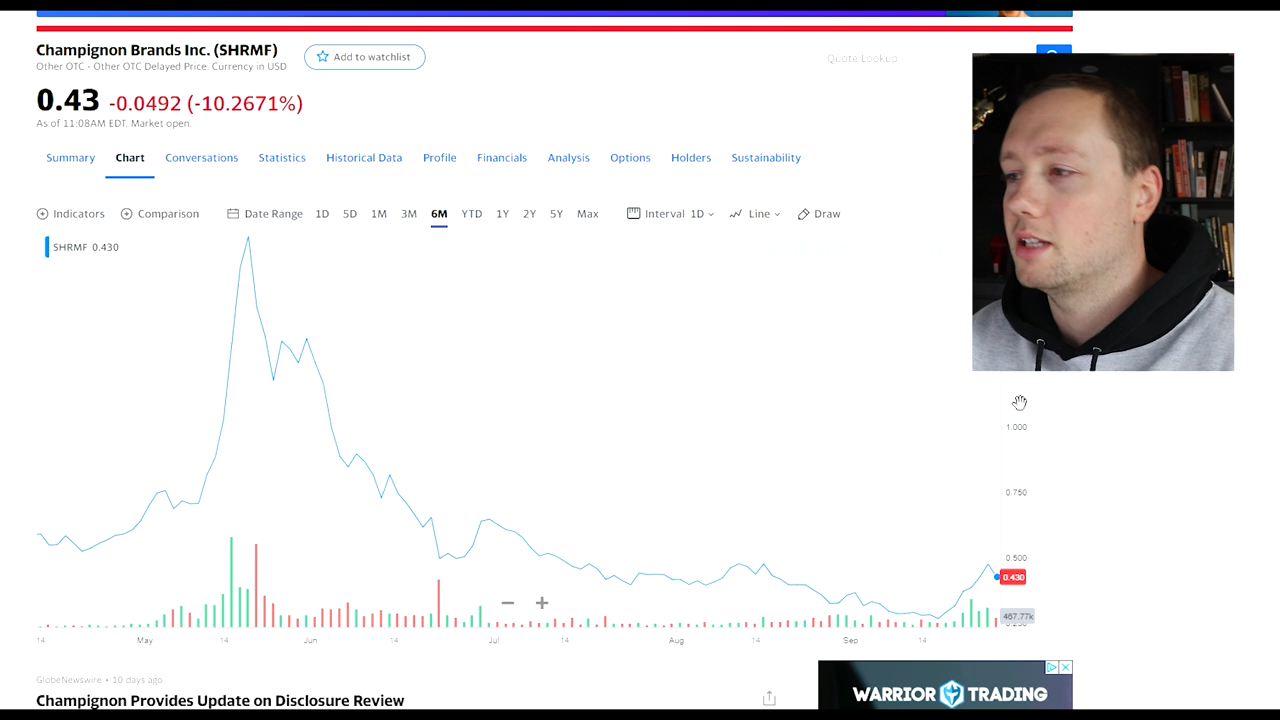 Champignon Brands Inc. (SHRMF)
Add to watchlist
Quote Lookup
Other OTC - Other OTC Delayed Price. Currency in USD
0.43 -0.0492 (-10.2671%)
As of 11:08AM EDT. Market open.
Summary Chart Conversations Statistics Historical Data Profile Financials Analysis Options Holders Sustainability
Indicators Comparison Date Range 1D 5D 1M 3M 6M YTD 1Y 2Y 5Y Max Interval 1D Line Draw
SHRMF 0.430
1.000
0.750
0.500
0.430
467.77k
14 May 14 Jun 14 Jul 14 Aug 14 Sep 14
GlobeNewswire • 10 days ago
Champignon Provides Update on Disclosure Review
WARRIOR TRADING